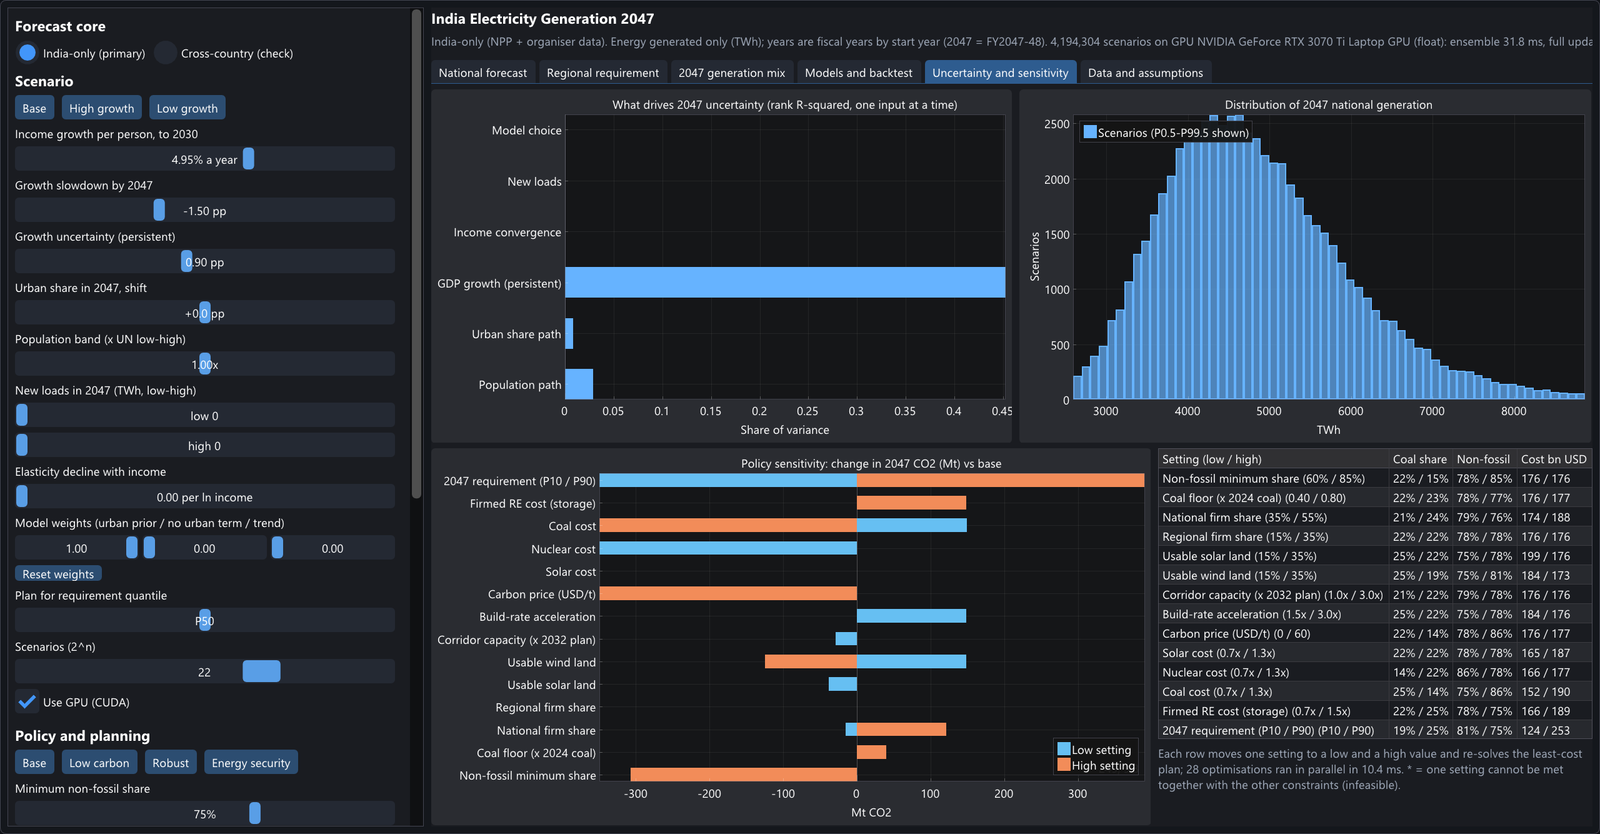 Forecast core
India-only (primary)
Cross-country (check)
Scenario
Base
High growth
Low growth
Income growth per person, to 2030
4.95% a year
Growth slowdown by 2047
-1.50 pp
Growth uncertainty (persistent)
0.90 pp
Urban share in 2047, shift
+0.0 pp
Population band (x UN low-high)
1.00x
New loads in 2047 (TWh, low-high)
low 0
high 0
Elasticity decline with income
0.00 per ln income
Model weights (urban prior / no urban term / trend)
1.00 0.00 0.00
Reset weights
Plan for requirement quantile
P50
Scenarios (2^n)
22
Use GPU (CUDA)
Policy and planning
Base
Low carbon
Robust
Energy security
Minimum non-fossil share
75%
India Electricity Generation 2047
India-only (NPP + organiser data). Energy generated only (TWh); years are fiscal years by start year (2047 = FY2047-48). 4,194,304 scenarios on GPU NVIDIA GeForce RTX 3070 Ti Laptop GPU (float): ensemble 31.8 ms, full upda
National forecast
Regional requirement
2047 generation mix
Models and backtest
Uncertainty and sensitivity
Data and assumptions
What drives 2047 uncertainty (rank R-squared, one input at a time)
Model choice
New loads
Income convergence
GDP growth (persistent)
Urban share path
Population path
0 0.05 0.1 0.15 0.2 0.25 0.3 0.35 0.4 0.45
Share of variance
Distribution of 2047 national generation
Scenarios (P0.5-P99.5 shown)
2500
2000
1500
1000
500
0
Scenarios
3000 4000 5000 6000 7000 8000
TWh
Policy sensitivity: change in 2047 CO2 (Mt) vs base
2047 requirement (P10 / P90)
Firmed RE cost (storage)
Coal cost
Nuclear cost
Solar cost
Carbon price (USD/t)
Build-rate acceleration
Corridor capacity (x 2032 plan)
Usable wind land
Usable solar land
Regional firm share
National firm share
Coal floor (x 2024 coal)
Non-fossil minimum share
Low setting
High setting
-300 -200 -100 0 100 200 300
Mt CO2
Setting (low / high) Coal share Non-fossil Cost bn USD
Non-fossil minimum share (60% / 85%) 22% / 15% 78% / 85% 176 / 176
Coal floor (x 2024 coal) (0.40 / 0.80) 22% / 23% 78% / 77% 176 / 177
National firm share (35% / 55%) 21% / 24% 79% / 76% 174 / 188
Regional firm share (15% / 35%) 22% / 22% 78% / 78% 176 / 176
Usable solar land (15% / 35%) 25% / 22% 75% / 78% 199 / 176
Usable wind land (15% / 35%) 25% / 19% 75% / 81% 184 / 173
Corridor capacity (x 2032 plan) (1.0x / 3.0x) 21% / 22% 79% / 78% 176 / 176
Build-rate acceleration (1.5x / 3.0x) 25% / 22% 75% / 78% 184 / 176
Carbon price (USD/t) (0 / 60) 22% / 14% 78% / 86% 176 / 177
Solar cost (0.7x / 1.3x) 22% / 22% 78% / 78% 165 / 187
Nuclear cost (0.7x / 1.3x) 14% / 22% 86% / 78% 166 / 177
Coal cost (0.7x / 1.3x) 25% / 14% 75% / 86% 152 / 190
Firmed RE cost (storage) (0.7x / 1.5x) 22% / 25% 78% / 75% 166 / 189
2047 requirement (P10 / P90) (P10 / P90) 19% / 25% 81% / 75% 124 / 253
Each row moves one setting to a low and a high value and re-solves the least-cost
plan; 28 optimisations ran in parallel in 10.4 ms. * = one setting cannot be met
together with the other constraints (infeasible).